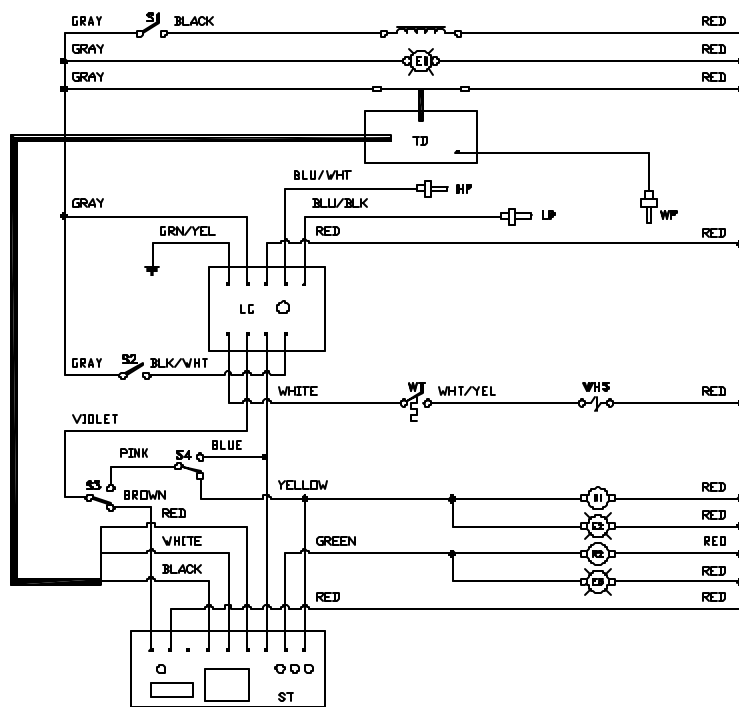 GRAY S1 BLACK RED
GRAY RED
GRAY RED
TD
BLU/WHT
HP
GRAY BLU/BLK
LP WP
GRN/YEL RED RED
LC
GRAY S2 BLK/WHT
WHITE WT WHT/YEL WHS RED
VIOLET
PINK S4 BLUE
S3 BROWN YELLOW RED
RED RED
WHITE GREEN RED
BLACK RED
RED RED
ST